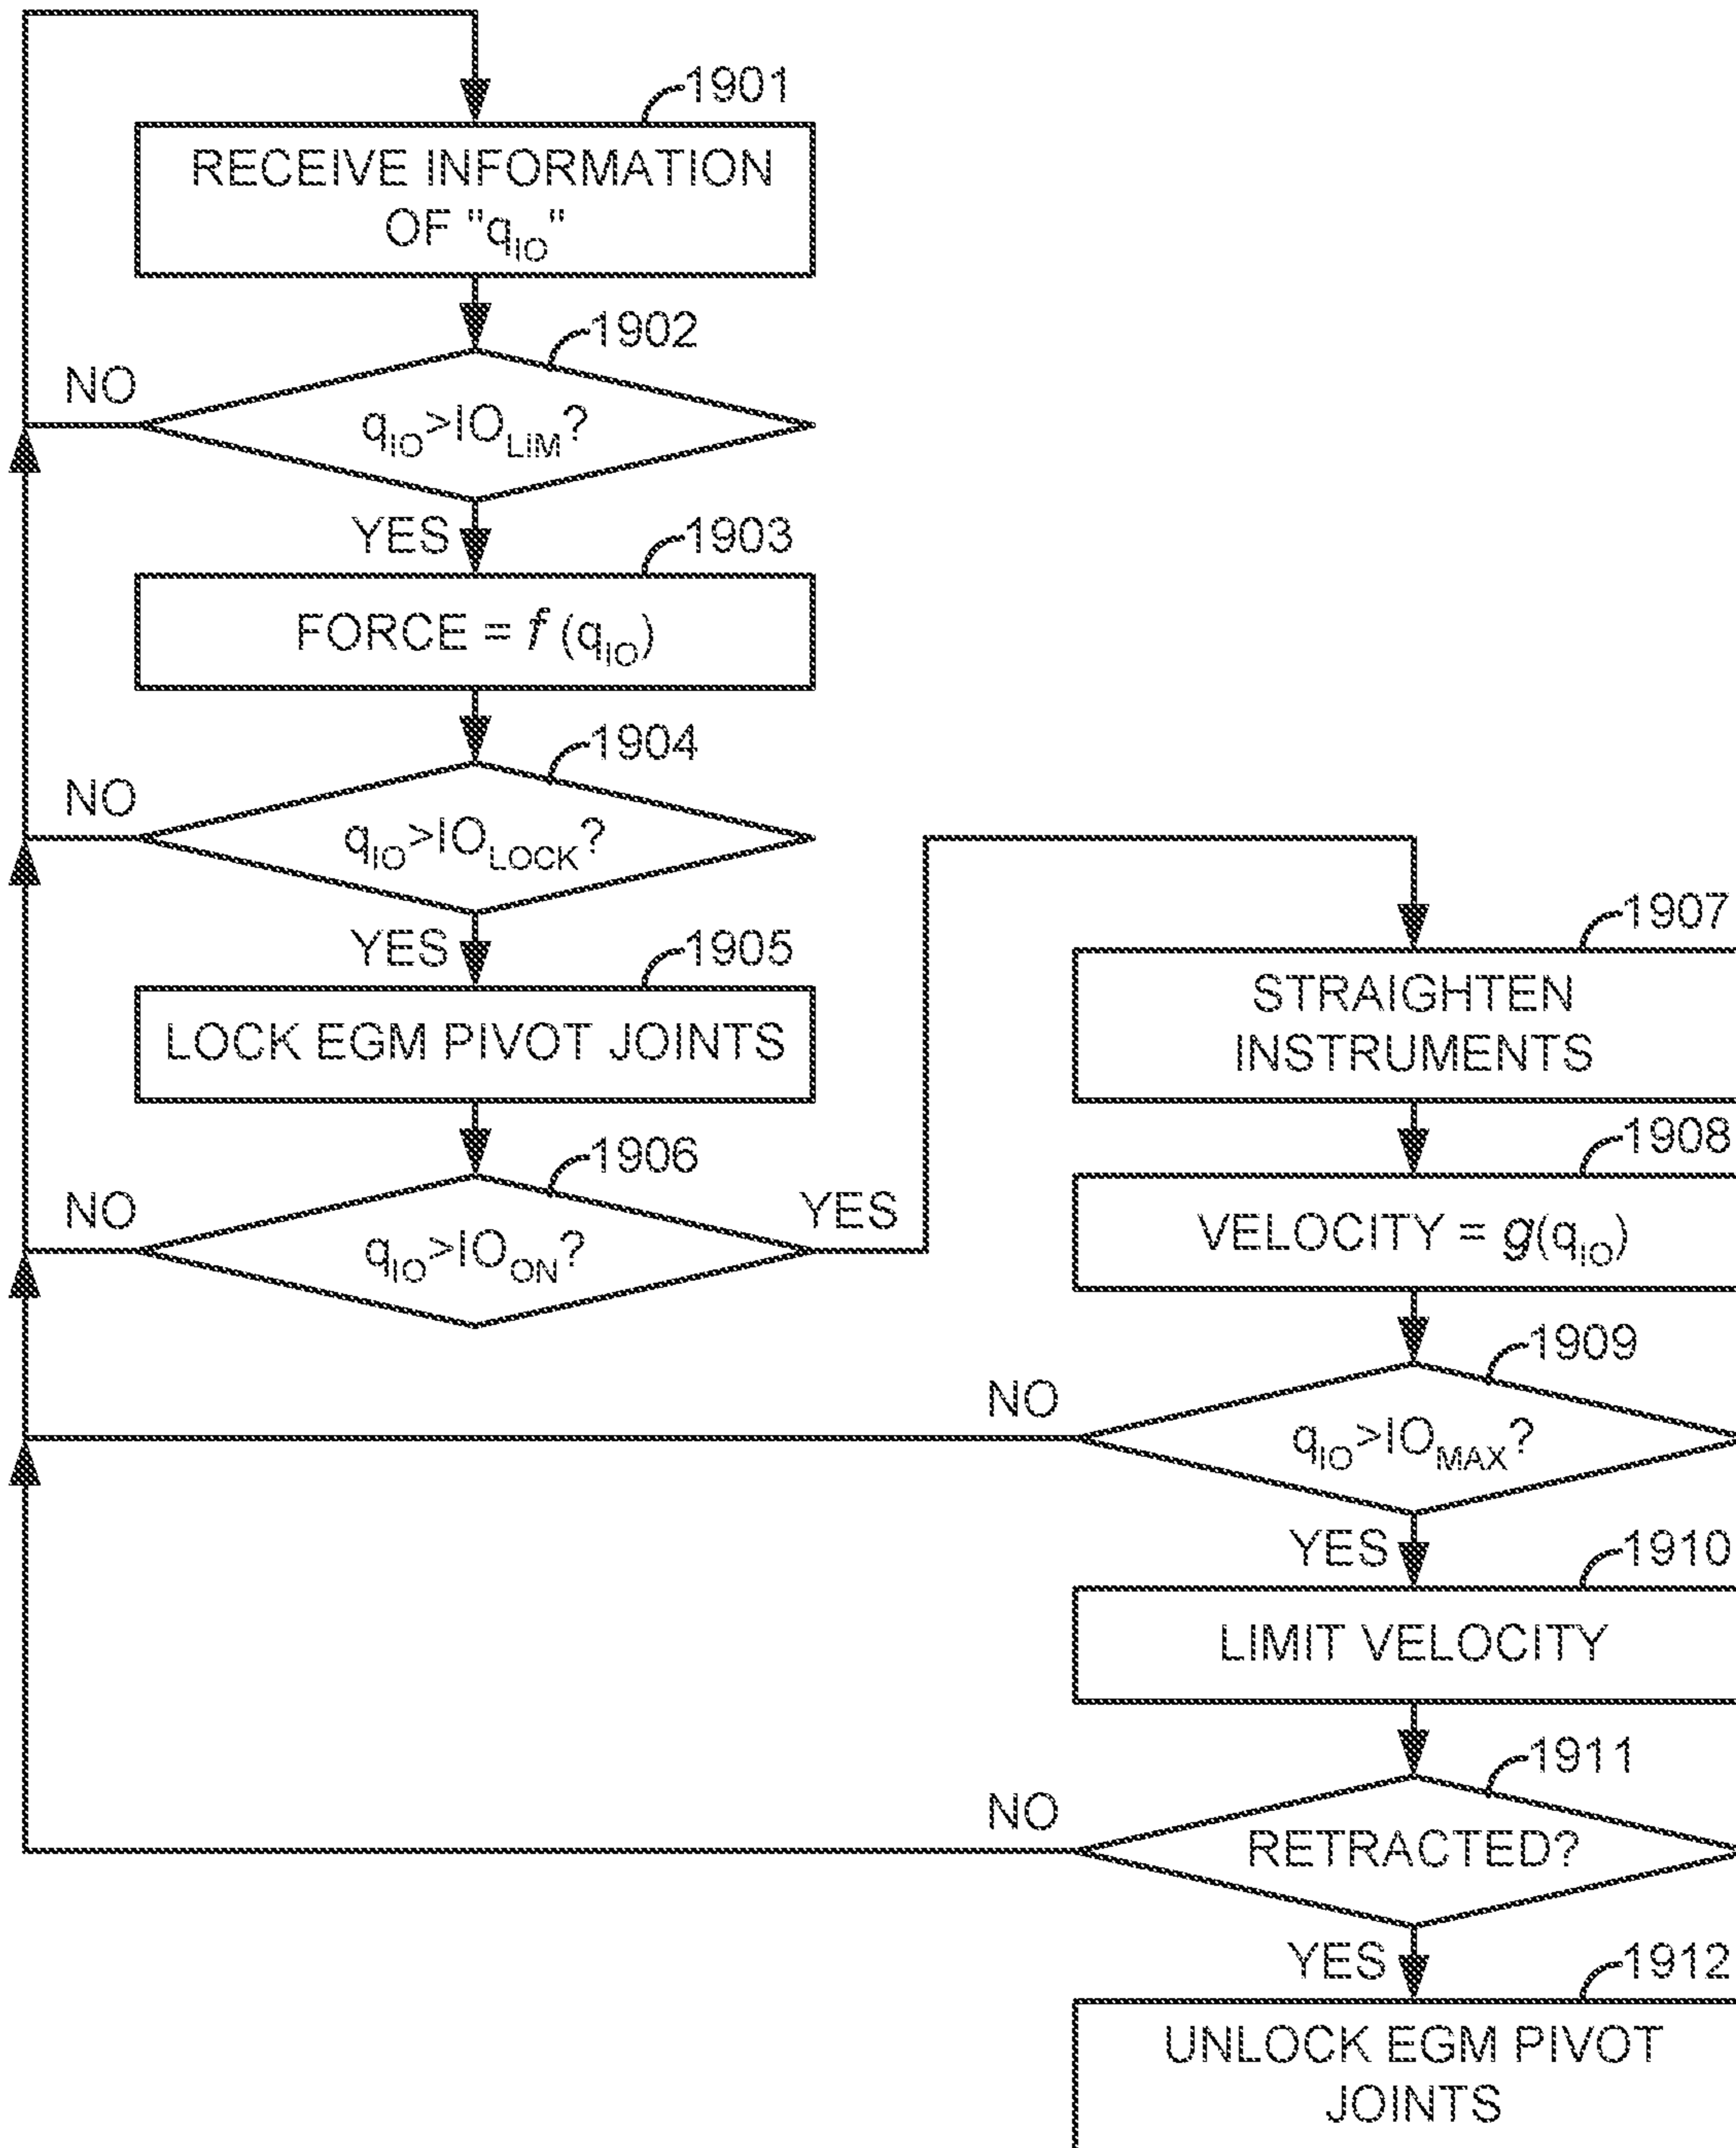 1901
RECEIVE INFORMATION
OF "qIO"
1902
NO
qIO>IOLIM?
YES
1903
FORCE = f (qIO)
1904
NO
qIO>IOLOCK?
YES
1905
LOCK EGM PIVOT JOINTS
1906
NO
qIO>IOON?
YES
1907
STRAIGHTEN
INSTRUMENTS
1908
VELOCITY = g(qIO)
1909
NO
qIO>IOMAX?
YES
1910
LIMIT VELOCITY
1911
NO
RETRACTED?
YES
1912
UNLOCK EGM PIVOT
JOINTS